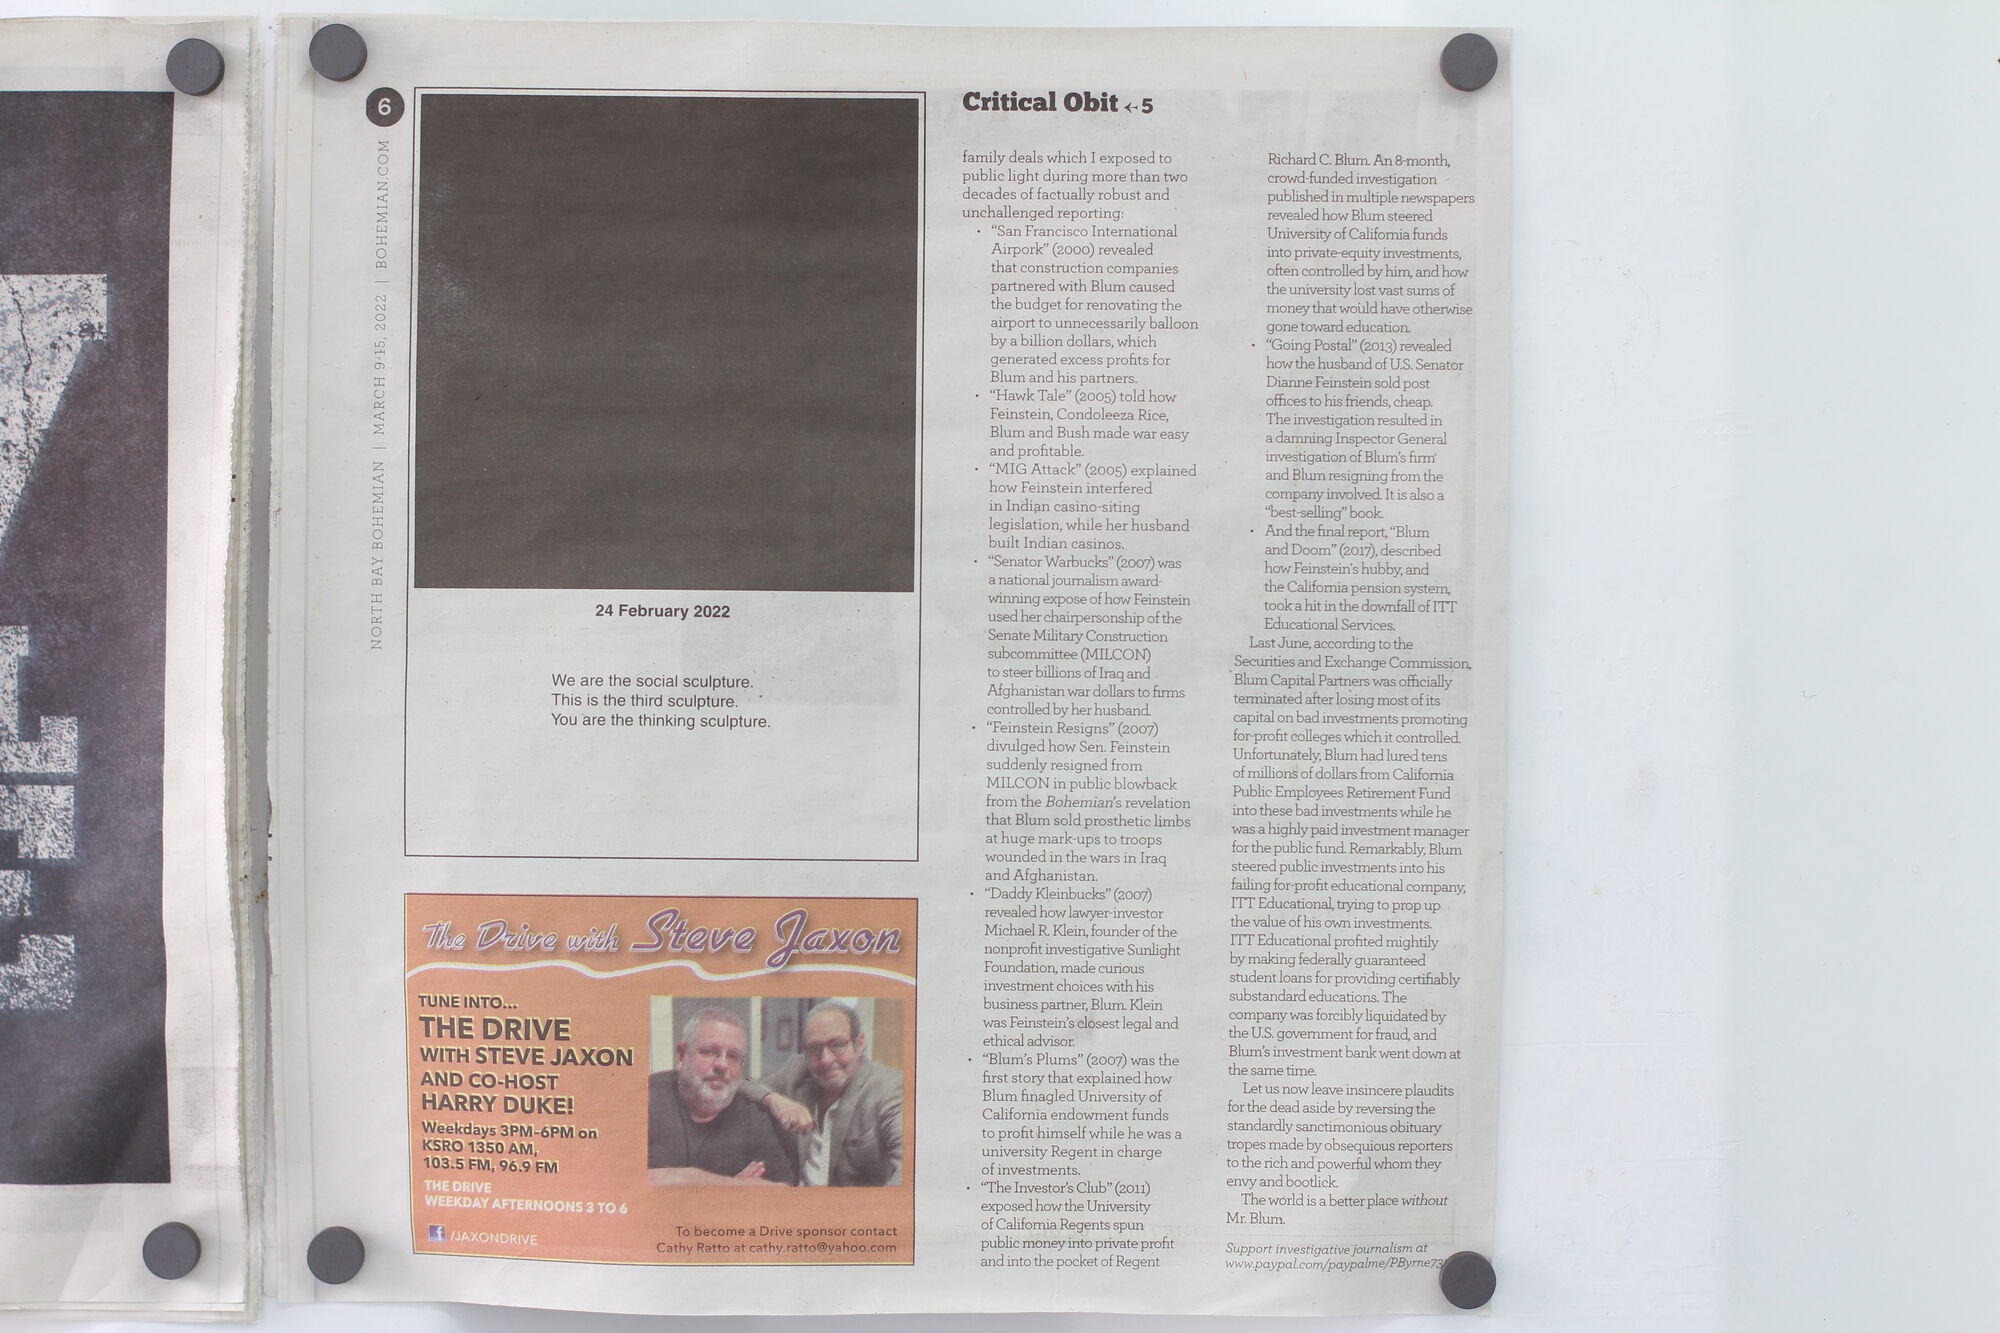 6
NORTH BAY BOHEMIAN | MARCH 9-15, 2022 | BOHEMIAN.COM
24 February 2022
We are the social sculpture.
This is the third sculpture.
You are the thinking sculpture.
The Drive with Steve Jaxon
TUNE INTO...
THE DRIVE
WITH STEVE JAXON
AND CO-HOST
HARRY DUKE!
Weekdays 3PM–6PM on
KSRO 1350 AM,
103.5 FM, 96.9 FM
THE DRIVE
WEEKDAY AFTERNOONS 3 TO 6
f /JAXONDRIVE
To become a Drive sponsor contact
Cathy Ratto at cathy.ratto@yahoo.com
Critical Obit ← 5
family deals which I exposed to
public light during more than two
decades of factually robust and
unchallenged reporting:
• “San Francisco International
Airpork” (2000) revealed
that construction companies
partnered with Blum caused
the budget for renovating the
airport to unnecessarily balloon
by a billion dollars, which
generated excess profits for
Blum and his partners.
• “Hawk Tale” (2005) told how
Feinstein, Condoleeza Rice,
Blum and Bush made war easy
and profitable.
• “MIG Attack” (2005) explained
how Feinstein interfered
in Indian casino-siting
legislation, while her husband
built Indian casinos.
• “Senator Warbucks” (2007) was
a national journalism award-
winning expose of how Feinstein
used her chairpersonship of the
Senate Military Construction
subcommittee (MILCON)
to steer billions of Iraq and
Afghanistan war dollars to firms
controlled by her husband.
• “Feinstein Resigns” (2007)
divulged how Sen. Feinstein
suddenly resigned from
MILCON in public blowback
from the Bohemian’s revelation
that Blum sold prosthetic limbs
at huge mark-ups to troops
wounded in the wars in Iraq
and Afghanistan.
• “Daddy Kleinbucks” (2007)
revealed how lawyer-investor
Michael R. Klein, founder of the
nonprofit investigative Sunlight
Foundation, made curious
investment choices with his
business partner, Blum. Klein
was Feinstein’s closest legal and
ethical advisor.
• “Blum’s Plums” (2007) was the
first story that explained how
Blum finagled University of
California endowment funds
to profit himself while he was a
university Regent in charge
of investments.
• “The Investor’s Club” (2011)
exposed how the University
of California Regents spun
public money into private profit
and into the pocket of Regent
Richard C. Blum. An 8-month,
crowd-funded investigation
published in multiple newspapers
revealed how Blum steered
University of California funds
into private-equity investments,
often controlled by him, and how
the university lost vast sums of
money that would have otherwise
gone toward education.
• “Going Postal” (2013) revealed
how the husband of U.S. Senator
Dianne Feinstein sold post
offices to his friends, cheap.
The investigation resulted in
a damning Inspector General
investigation of Blum’s firm
and Blum resigning from the
company involved. It is also a
“best-selling” book.
• And the final report, “Blum
and Doom” (2017), described
how Feinstein’s hubby, and
the California pension system,
took a hit in the downfall of ITT
Educational Services.
Last June, according to the
Securities and Exchange Commission,
Blum Capital Partners was officially
terminated after losing most of its
capital on bad investments promoting
for-profit colleges which it controlled.
Unfortunately, Blum had lured tens
of millions of dollars from California
Public Employees Retirement Fund
into these bad investments while he
was a highly paid investment manager
for the public fund. Remarkably, Blum
steered public investments into his
failing for-profit educational company,
ITT Educational, trying to prop up
the value of his own investments.
ITT Educational profited mightily
by making federally guaranteed
student loans for providing certifiably
substandard educations. The
company was forcibly liquidated by
the U.S. government for fraud, and
Blum’s investment bank went down at
the same time.
Let us now leave insincere plaudits
for the dead aside by reversing the
standardly sanctimonious obituary
tropes made by obsequious reporters
to the rich and powerful whom they
envy and bootlick.
The world is a better place without
Mr. Blum.
Support investigative journalism at